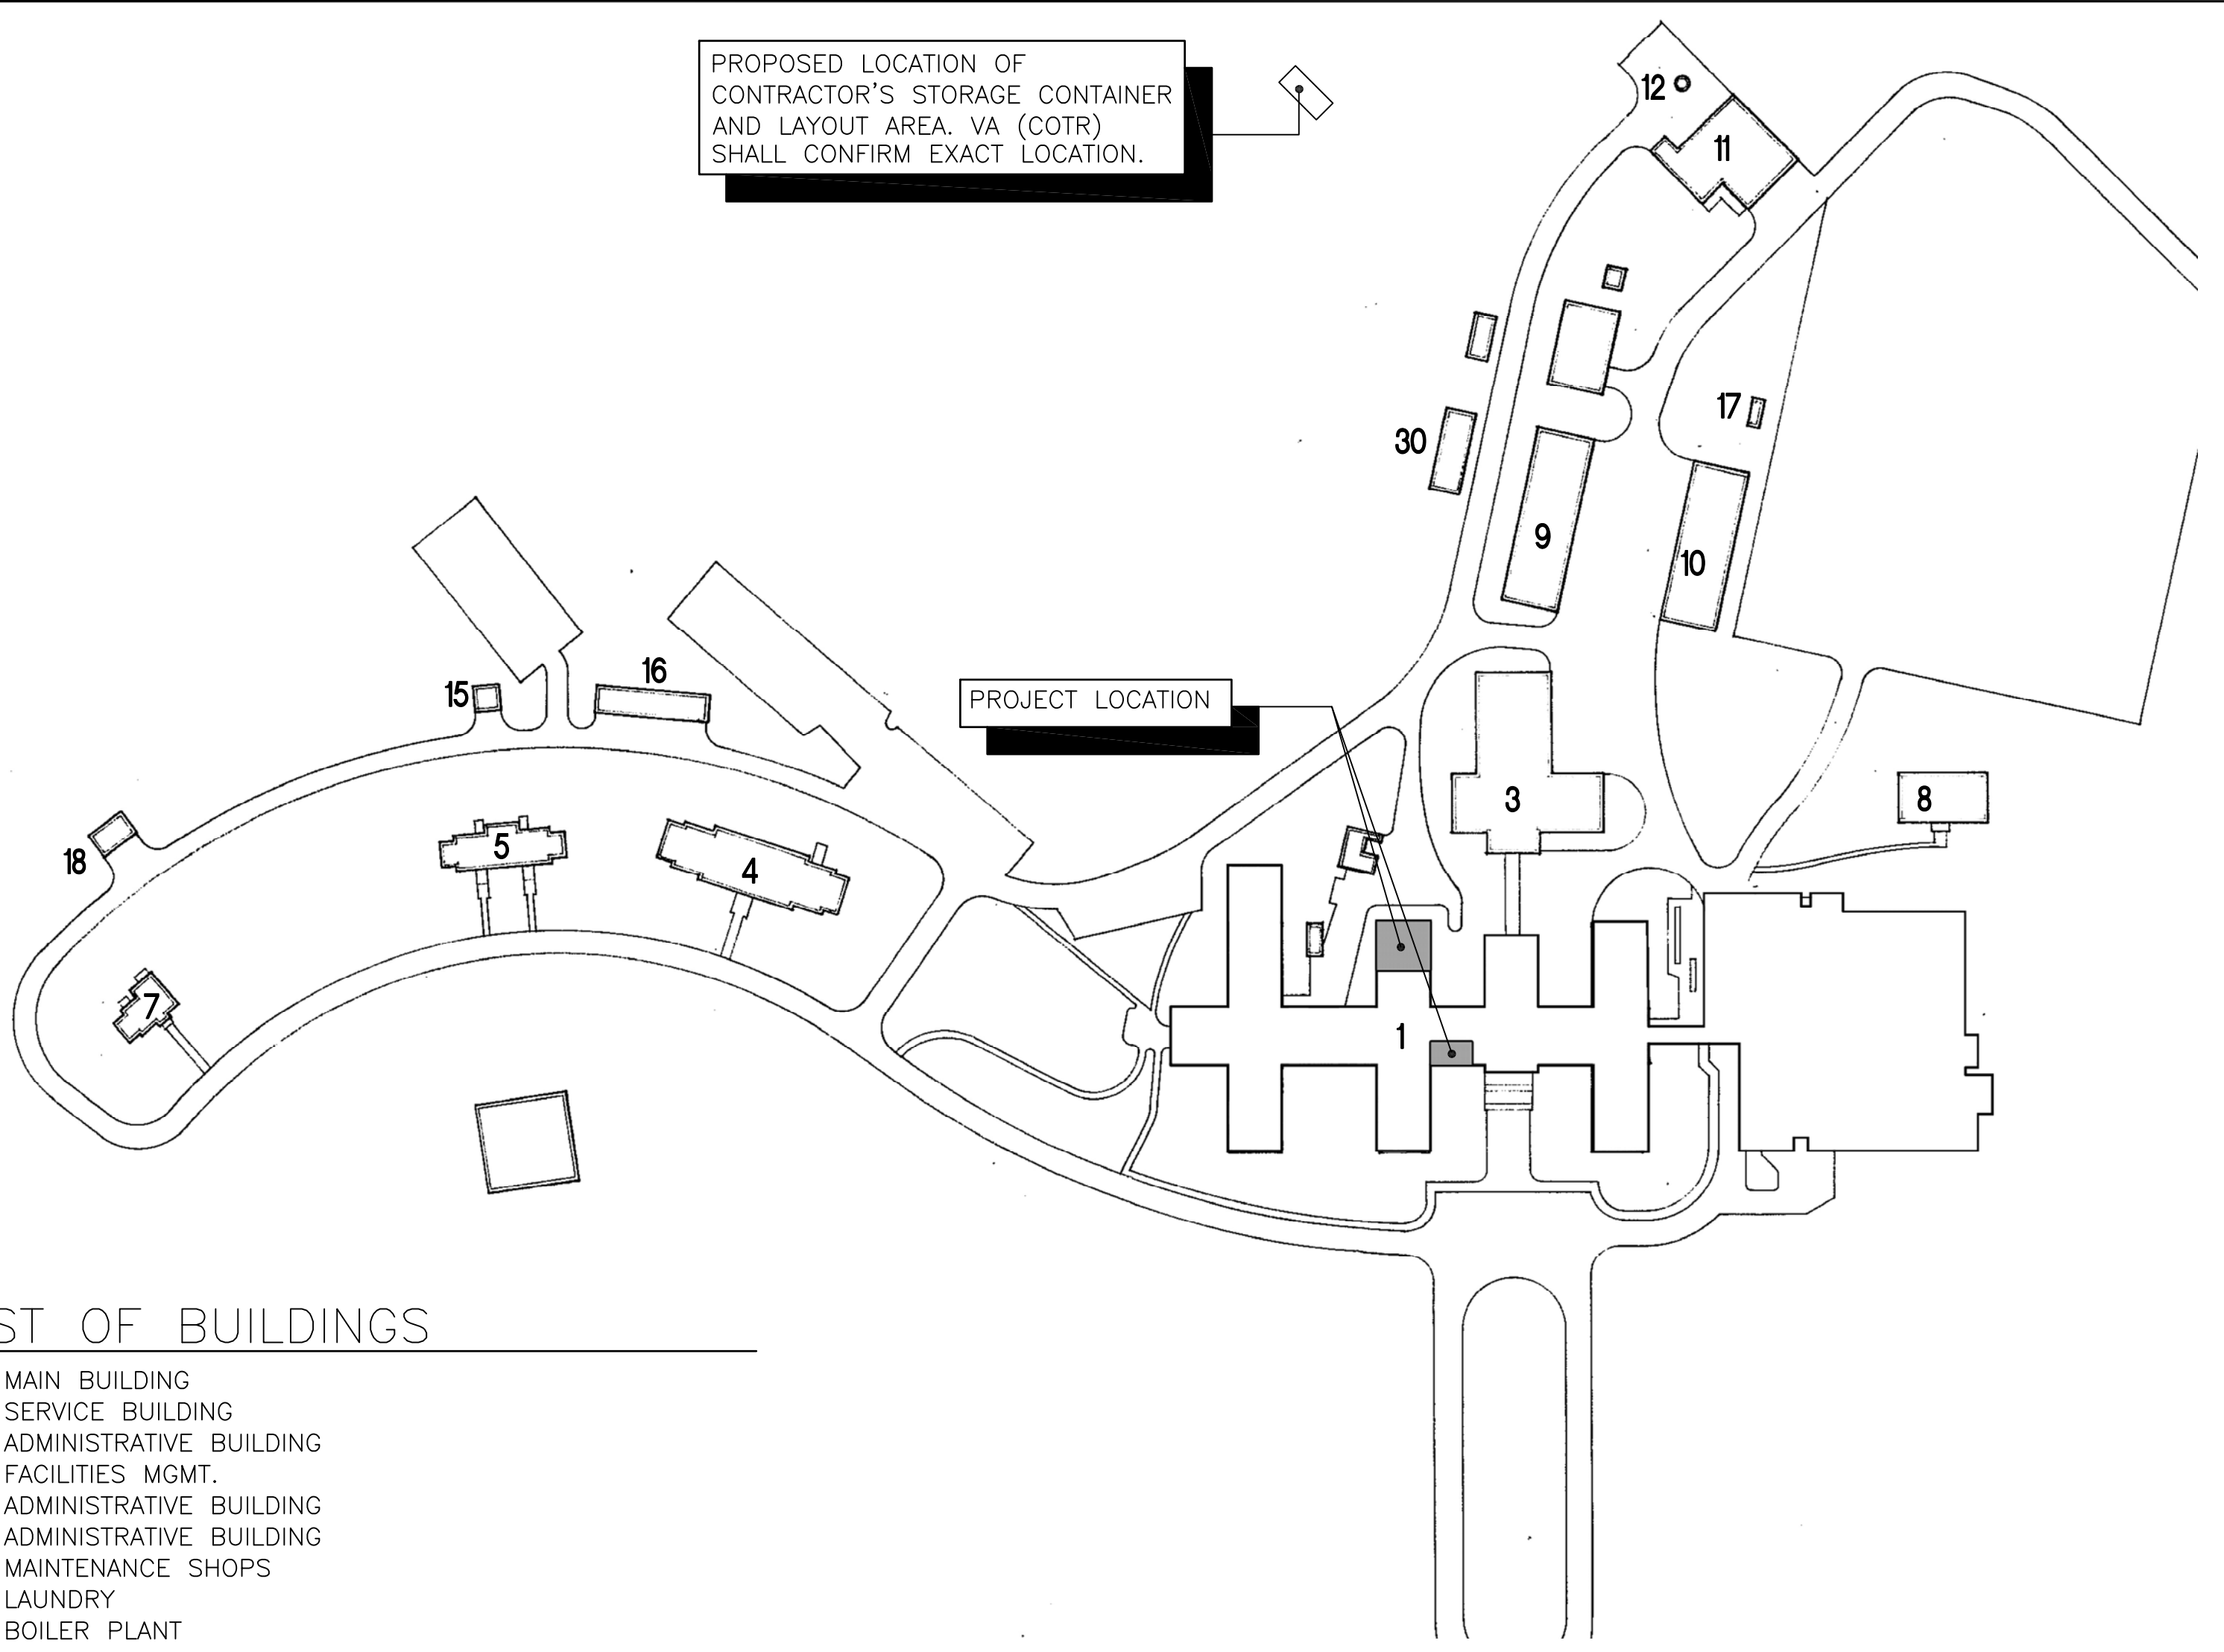 PROPOSED LOCATION OF
CONTRACTOR'S STORAGE CONTAINER
AND LAYOUT AREA. VA (COTR)
SHALL CONFIRM EXACT LOCATION.
12
11
17
30
9
10
16
15
PROJECT LOCATION
3
8
5
4
18
7
1
ST OF BUILDINGS
MAIN BUILDING
SERVICE BUILDING
ADMINISTRATIVE BUILDING
FACILITIES MGMT.
ADMINISTRATIVE BUILDING
ADMINISTRATIVE BUILDING
MAINTENANCE SHOPS
LAUNDRY
BOILER PLANT